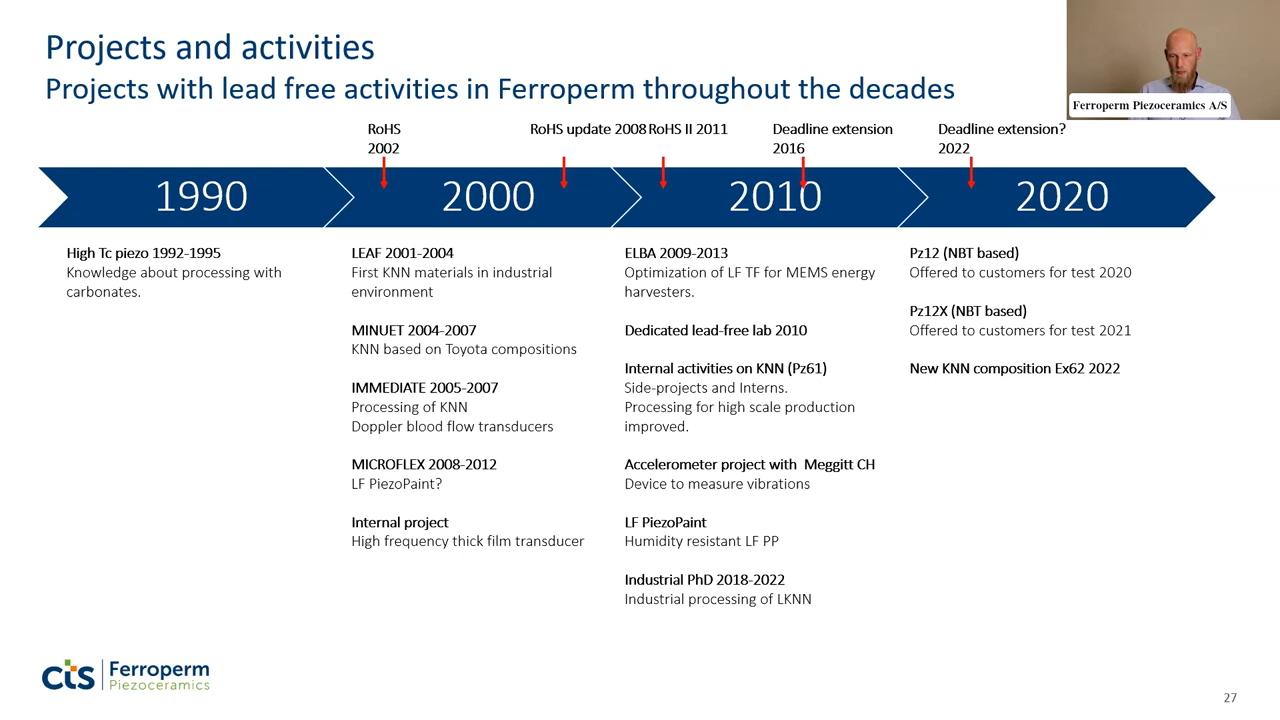 Projects and activities
Projects with lead free activities in Ferroperm throughout the decades
Ferroperm Piezoceramics A/S
RoHS
2002
RoHS update 2008
RoHS II 2011
Deadline extension
2016
Deadline extension?
2022
1990
2000
2010
2020
High Tc piezo 1992-1995
Knowledge about processing with
carbonates.
LEAF 2001-2004
First KNN materials in industrial
environment
MINUET 2004-2007
KNN based on Toyota compositions
IMMEDIATE 2005-2007
Processing of KNN
Doppler blood flow transducers
MICROFLEX 2008-2012
LF PiezoPaint?
Internal project
High frequency thick film transducer
ELBA 2009-2013
Optimization of LF TF for MEMS energy
harvesters.
Dedicated lead-free lab 2010
Internal activities on KNN (Pz61)
Side-projects and Interns.
Processing for high scale production
improved.
Accelerometer project with Meggitt CH
Device to measure vibrations
LF PiezoPaint
Humidity resistant LF PP
Industrial PhD 2018-2022
Industrial processing of LKNN
Pz12 (NBT based)
Offered to customers for test 2020
Pz12X (NBT based)
Offered to customers for test 2021
New KNN composition Ex62 2022
cts
Ferroperm
Piezoceramics
27